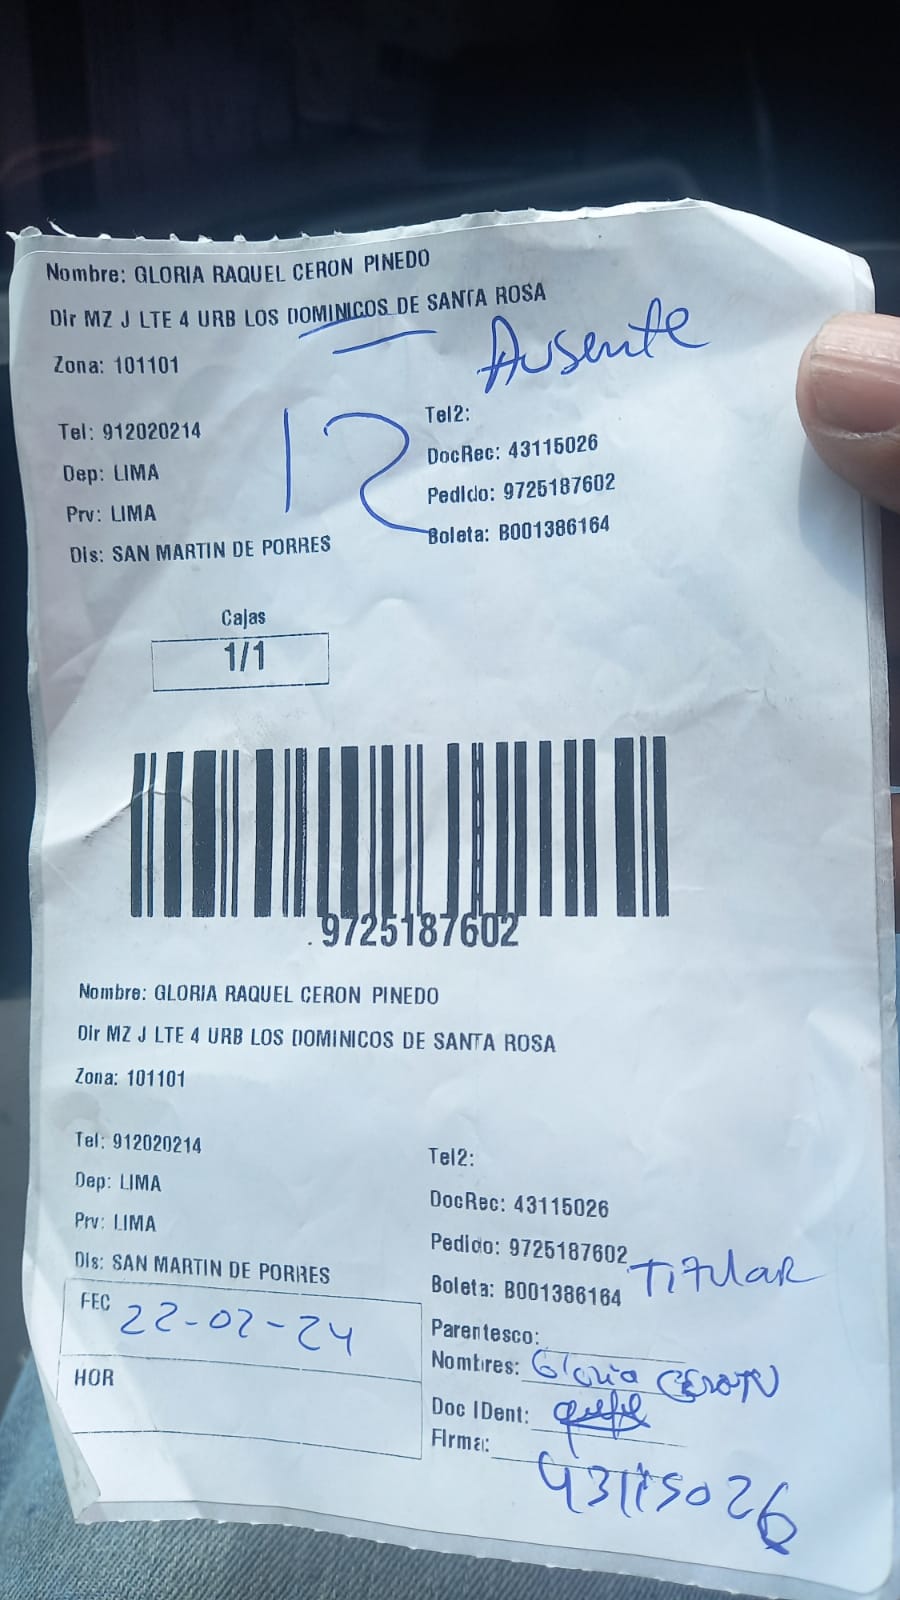 Nombre: GLORIA RAQUEL CERON PINEDO
Dir MZ J LTE 4 URB LOS DOMINICOS DE SANTA ROSA
Ausente
Zona: 101101
12
Tel: 912020214
Tel2:
Dep: LIMA
DocRec: 43115026
Prv: LIMA
Pedido: 9725187602
Dis: SAN MARTIN DE PORRES
Boleta: B001386164
Cajas
1/1
9725187602
Nombre: GLORIA RAQUEL CERON PINEDO
Dir MZ J LTE 4 URB LOS DOMINICOS DE SANTA ROSA
Zona: 101101
Tel: 912020214
Tel2:
Dep: LIMA
DocRec: 43115026
Prv: LIMA
Pedido: 9725187602
Dis: SAN MARTIN DE PORRES
Boleta: B001386164
Titular
FEC 22-02-24
Parentesco:
Nombres: Gloria CERON
HOR
Doc IDent:
Firma:
43115026